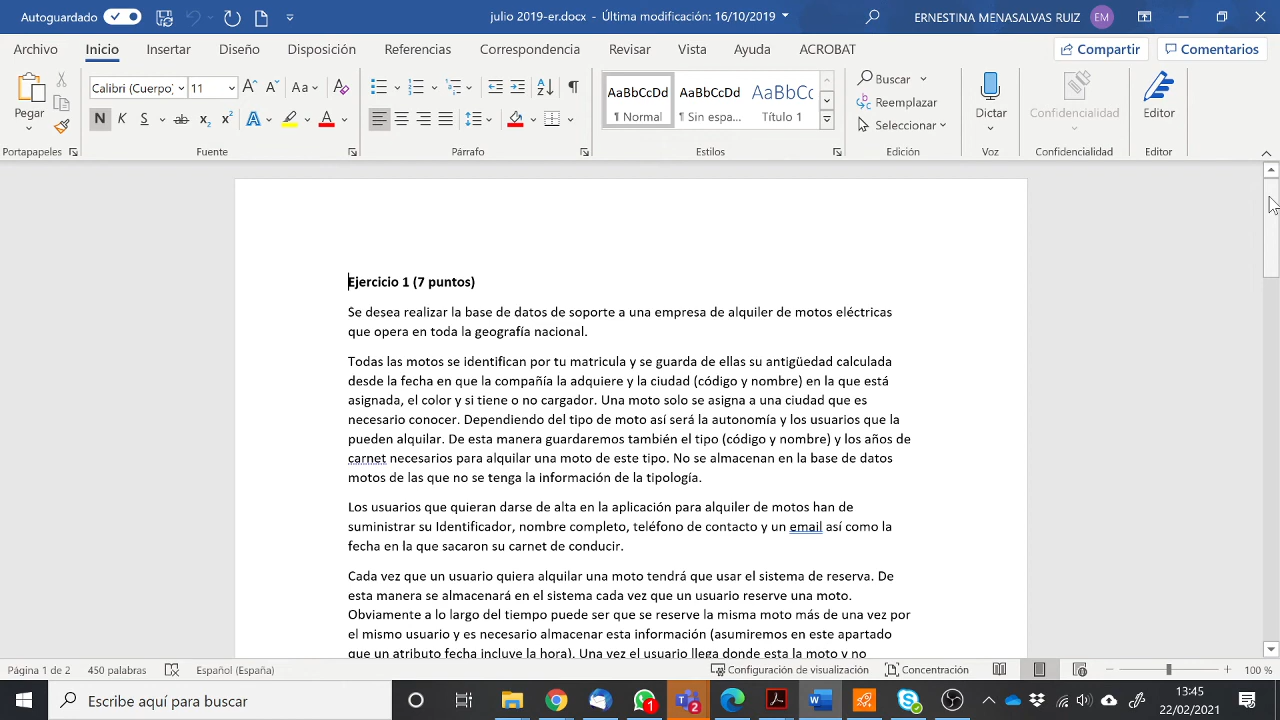 Autoguardado
julio 2019-er.docx - Última modificación: 16/10/2019
ERNESTINA MENASALVAS RUIZ
EM
Archivo Inicio Insertar Diseño Disposición Referencias Correspondencia Revisar Vista Ayuda ACROBAT
Compartir
Comentarios
Pegar
Calibri (Cuerpo
11
Aa
N K S ab x₂ x² A A
AaBbCcDd
¶ Normal
AaBbCcDd
¶ Sin espa...
AaBbCc
Título 1
Buscar
Reemplazar
Seleccionar
Dictar
Confidencialidad
Editor
Portapapeles
Fuente
Párrafo
Estilos
Edición
Voz
Confidencialidad
Editor
Ejercicio 1 (7 puntos)
Se desea realizar la base de datos de soporte a una empresa de alquiler de motos eléctricas
que opera en toda la geografía nacional.
Todas las motos se identifican por tu matricula y se guarda de ellas su antigüedad calculada
desde la fecha en que la compañía la adquiere y la ciudad (código y nombre) en la que está
asignada, el color y si tiene o no cargador. Una moto solo se asigna a una ciudad que es
necesario conocer. Dependiendo del tipo de moto así será la autonomía y los usuarios que la
pueden alquilar. De esta manera guardaremos también el tipo (código y nombre) y los años de
carnet necesarios para alquilar una moto de este tipo. No se almacenan en la base de datos
motos de las que no se tenga la información de la tipología.
Los usuarios que quieran darse de alta en la aplicación para alquiler de motos han de
suministrar su Identificador, nombre completo, teléfono de contacto y un email así como la
fecha en la que sacaron su carnet de conducir.
Cada vez que un usuario quiera alquilar una moto tendrá que usar el sistema de reserva. De
esta manera se almacenará en el sistema cada vez que un usuario reserve una moto.
Obviamente a lo largo del tiempo puede ser que se reserve la misma moto más de una vez por
el mismo usuario y es necesario almacenar esta información (asumiremos en este apartado
que un atributo fecha incluye la hora). Una vez el usuario llega donde esta la moto y no
Página 1 de 2
450 palabras
Español (España)
Configuración de visualización
Concentración
100 %
Escribe aquí para buscar
1
2
13:45
22/02/2021